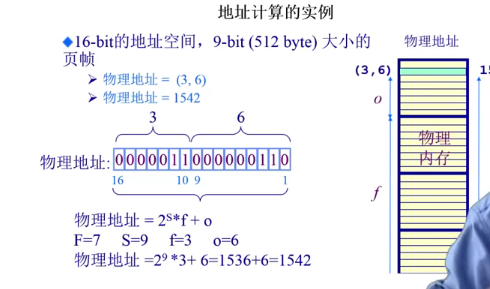 地址计算的实例
16-bit的地址空间，9-bit (512 byte) 大小的
页帧
物理地址 = (3, 6)
物理地址 = 1542
3 6
物理地址: 0000011000000110
16 10 9 1
物理地址 = 2^S*f + o
F=7 S=9 f=3 o=6
物理地址 =2^9 *3+ 6=1536+6=1542
物理地址
(3,6)
15
o
物理
内存
f